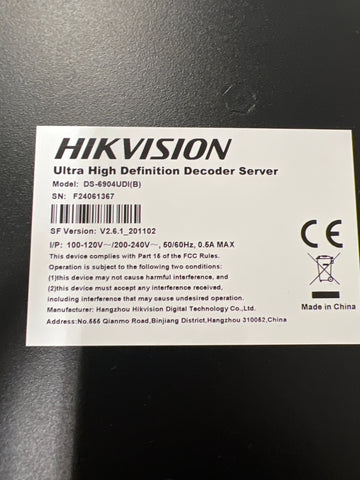 HIKVISION
Ultra High Definition Decoder Server
Model: DS-6904UDI(B)
SN: F24061367
SF Version: V2.6.1_201102
I/P: 100-120V～/200-240V～, 50/60Hz, 0.5A MAX
This device complies with Part 15 of the FCC Rules.
Operation is subject to the following two conditions:
(1)this device may not cause harmful interference, and
(2)this device must accept any interference received,
including interference that may cause undesired operation.
Manufacturer: Hangzhou Hikvision Digital Technology Co., Ltd.
Address:No.555 Qianmo Road,Binjiang District,Hangzhou 310052,China
CE
Made in China